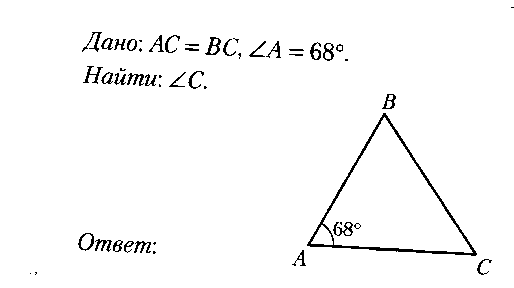 Дано: AC = BC, ∠A = 68°.
Найти: ∠C.
B
68°
A
C
Ответ: